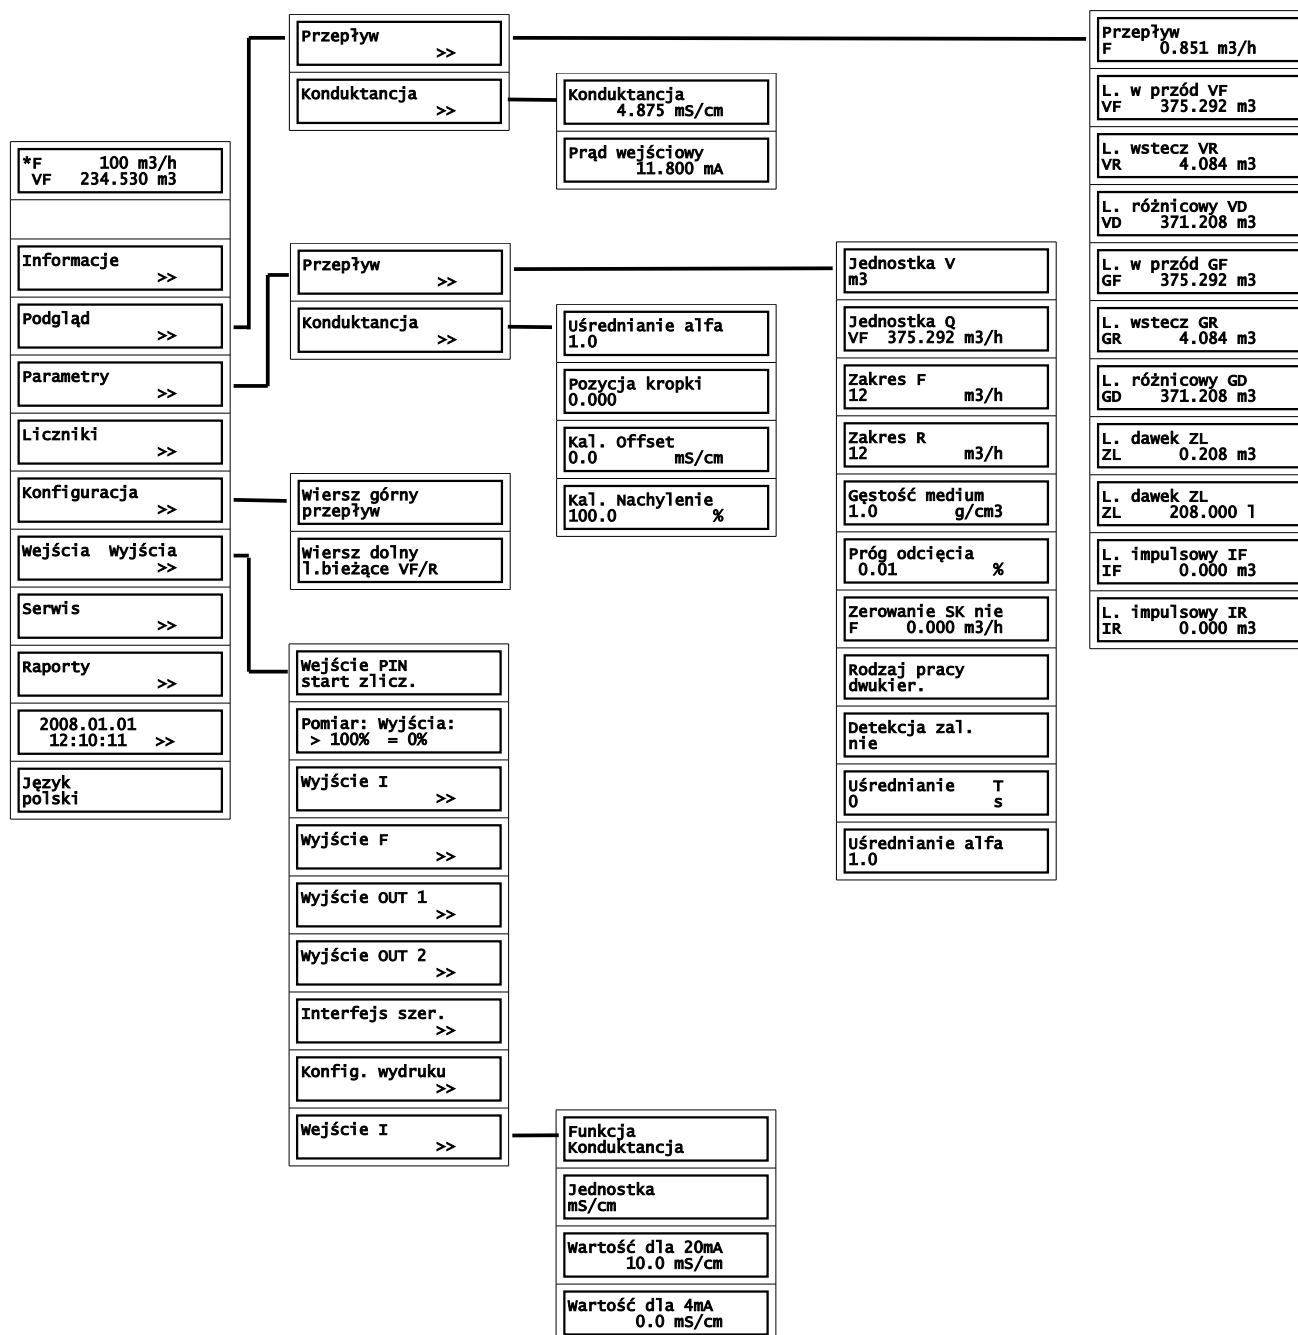 *F 100 m3/h
VF 234.530 m3
Informacje
>>
Podgląd
>>
Parametry
>>
Liczniki
>>
Konfiguracja
>>
Wejścia Wyjścia
>>
Serwis
>>
Raporty
>>
2008.01.01
12:10:11 >>
Język
polski
Przepływ
>>
Konduktancja
>>
Konduktancja
4.875 mS/cm
Prąd wejściowy
11.800 mA
Przepływ
F 0.851 m3/h
L. w przód VF
VF 375.292 m3
L. wstecz VR
VR 4.084 m3
L. różnicowy VD
VD 371.208 m3
L. w przód GF
GF 375.292 m3
L. wstecz GR
GR 4.084 m3
L. różnicowy GD
GD 371.208 m3
L. dawek ZL
ZL 0.208 m3
L. dawek ZL
ZL 208.000 l
L. impulsowy IF
IF 0.000 m3
L. impulsowy IR
IR 0.000 m3
Przepływ
>>
Konduktancja
>>
Uśrednianie alfa
1.0
Pozycja kropki
0.000
Kal. Offset
0.0 mS/cm
Kal. Nachylenie
100.0 %
Jednostka V
m3
Jednostka Q
VF 375.292 m3/h
Zakres F
12 m3/h
Zakres R
12 m3/h
Gęstość medium
1.0 g/cm3
Próg odcięcia
0.01 %
Zerowanie SK nie
F 0.000 m3/h
Rodzaj pracy
dwukier.
Detekcja zal.
nie
Uśrednianie T
0 s
Uśrednianie alfa
1.0
Wiersz górny
przepływ
Wiersz dolny
l.bieżące VF/R
Wejście PIN
start zlicz.
Pomiar: Wyjścia:
> 100% = 0%
Wyjście I
>>
Wyjście F
>>
Wyjście OUT 1
>>
Wyjście OUT 2
>>
Interfejs szer.
>>
Konfig. wydruku
>>
Wejście I
>>
Funkcja
Konduktancja
Jednostka
mS/cm
Wartość dla 20mA
10.0 mS/cm
Wartość dla 4mA
0.0 mS/cm